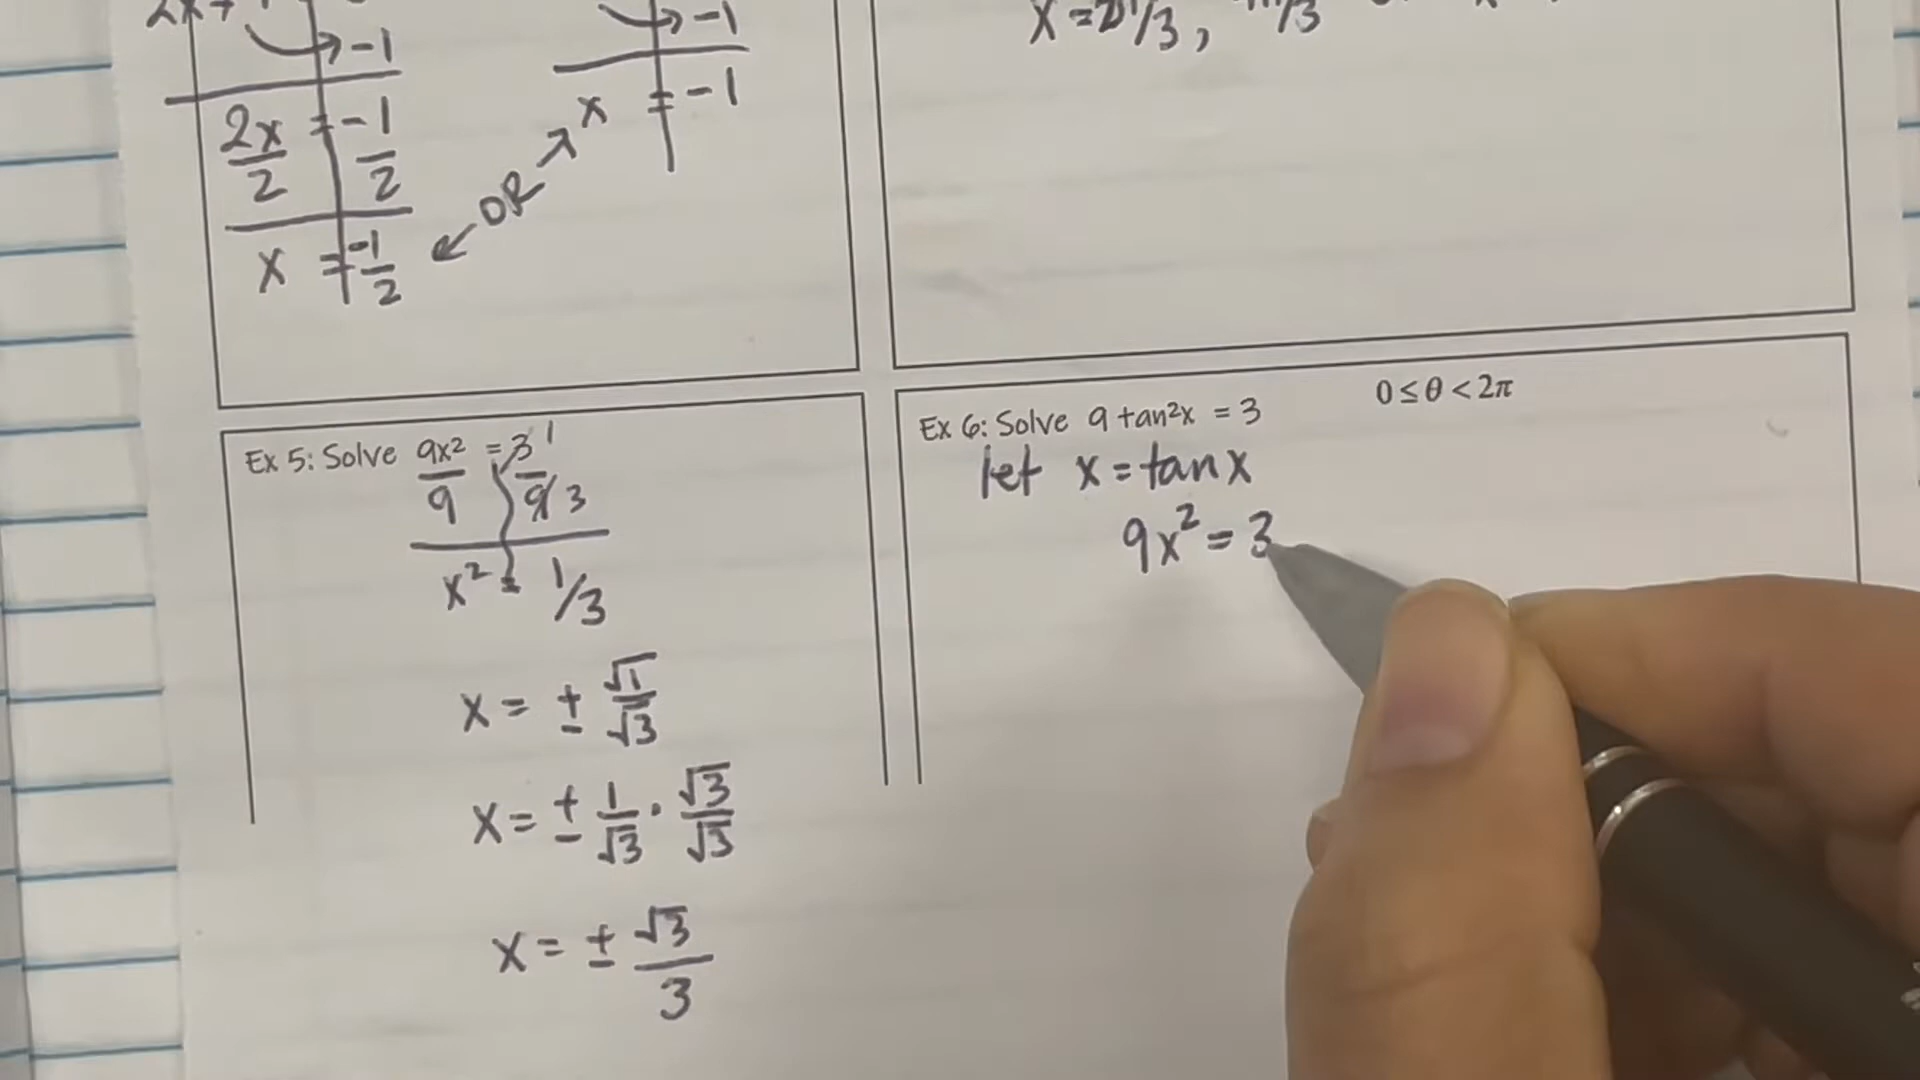 -1
2x = -1
2 2
x = -1/2
← OR →
-1
x = -1
x = 2π/3,
Ex 5: Solve 9x² = 3 1
9 9 3
x² = 1/3
x = ± √1/√3
x = ± 1/√3 · √3/√3
x = ± √3/3
Ex 6: Solve 9 tan²x = 3 0 ≤ θ < 2π
let x = tan x
9x² = 3